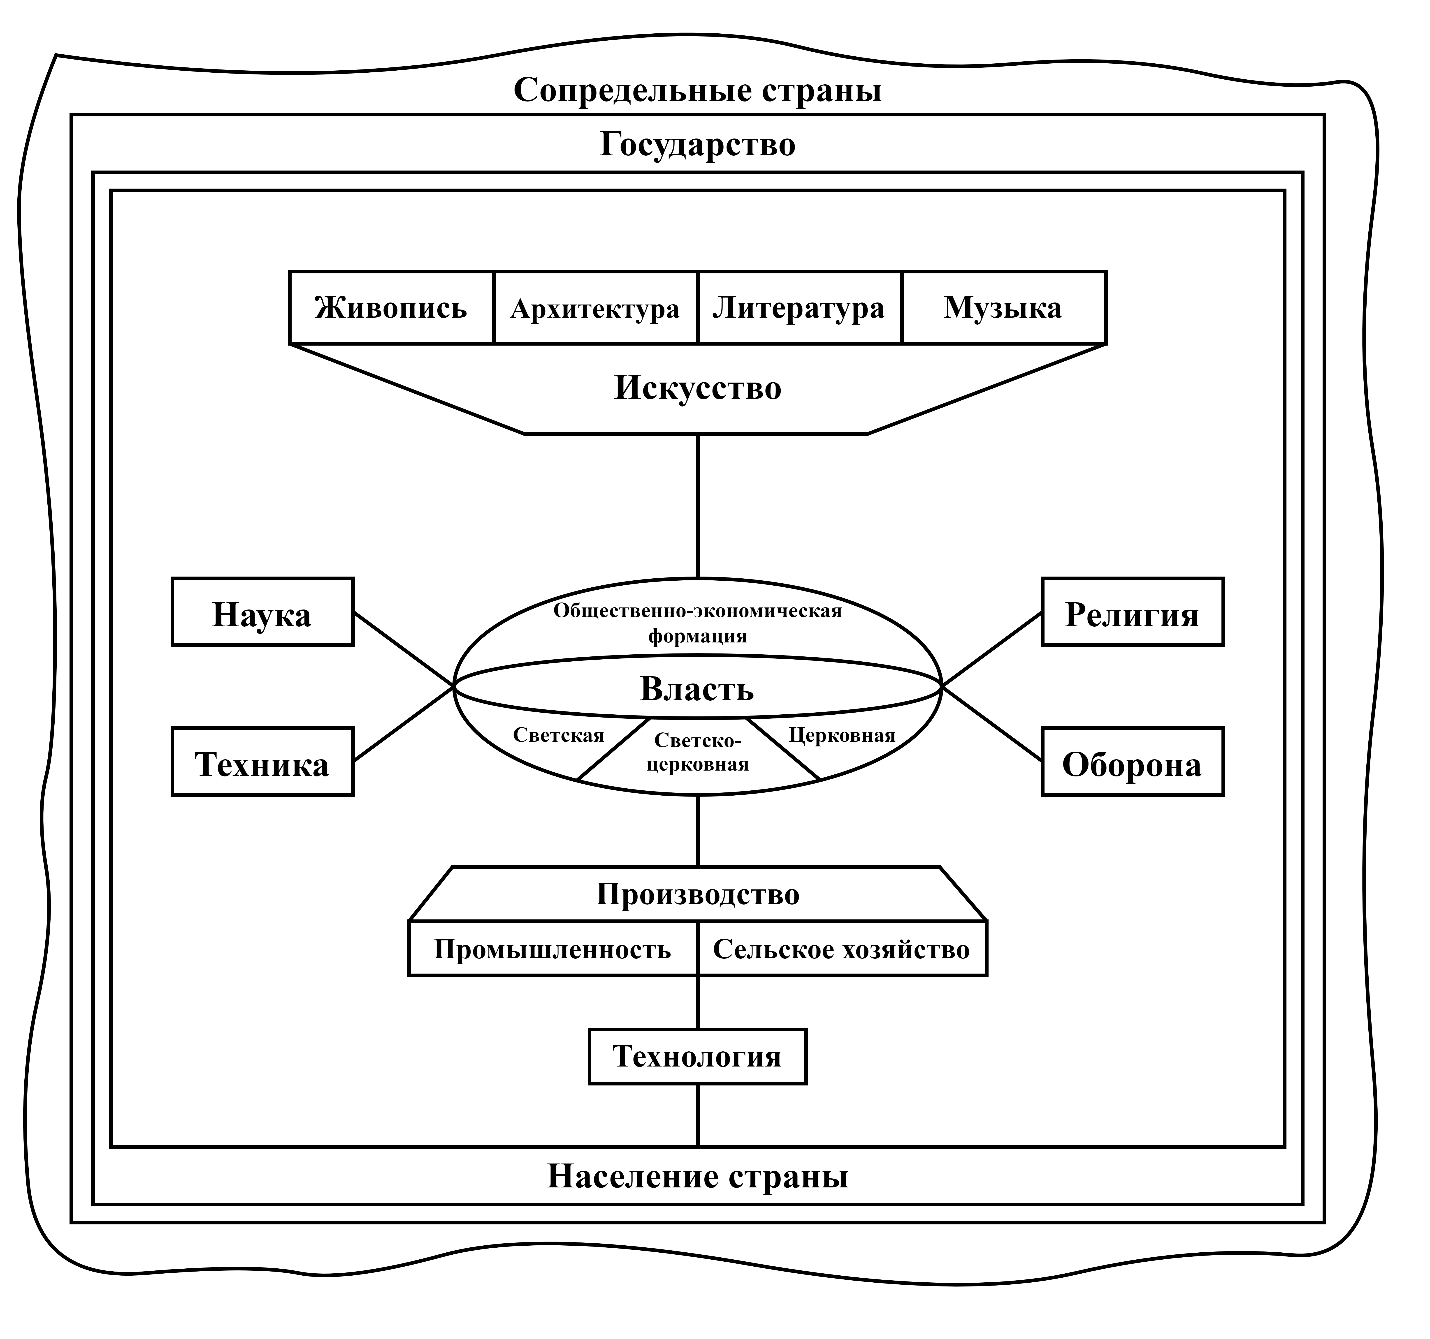 Сопредельные страны
Государство
Живопись
Архитектура
Литература
Музыка
Искусство
Наука
Техника
Общественно-экономическая
формация
Власть
Светская
Светско-
церковная
Церковная
Религия
Оборона
Производство
Промышленность
Сельское хозяйство
Технология
Население страны